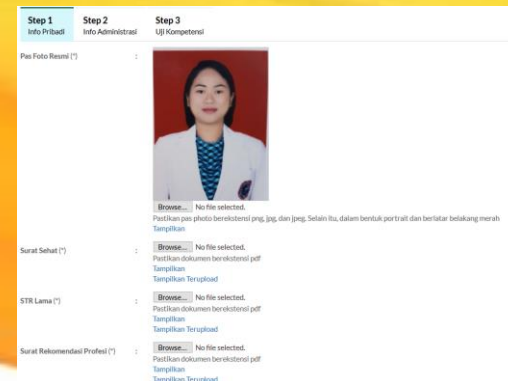 Step 1 Step 2 Step 3
Info Pribadi Info Administrasi Uji Kompetensi
Pas Foto Resmi (*) :
Browse... No file selected.
Pastikan pas photo berekstensi png, jpg, dan jpeg. Selain itu, dalam bentuk portrait dan berlatar belakang merah
Tampilkan
Surat Sehat (*) : Browse... No file selected.
Pastikan dokumen berekstensi pdf
Tampilkan
Tampilkan Terupload
STR Lama (*) : Browse... No file selected.
Pastikan dokumen berekstensi pdf
Tampilkan
Tampilkan Terupload
Surat Rekomendasi Profesi (*) : Browse... No file selected.
Pastikan dokumen berekstensi pdf
Tampilkan
Tampilkan Terupload